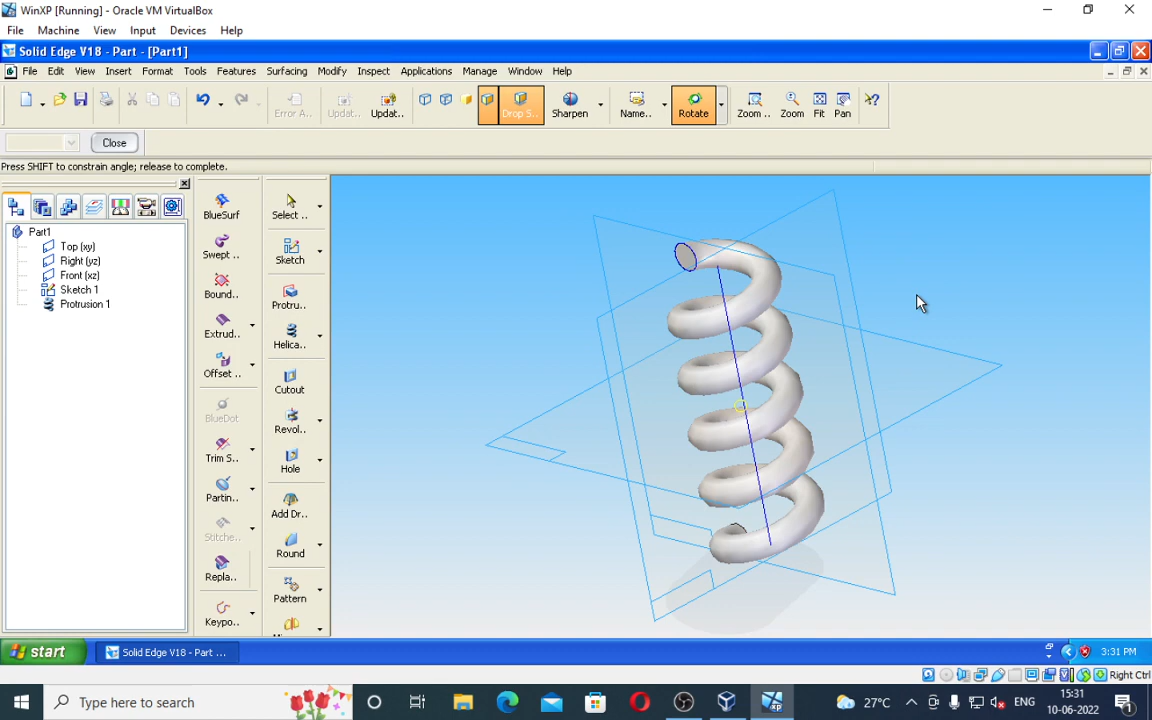 WinXP [Running] - Oracle VM VirtualBox
File Machine View Input Devices Help
Solid Edge V18 - Part - [Part1]
File Edit View Insert Format Tools Features Surfacing Modify Inspect Applications Manage Window Help
Error A... Updat.. Updat.. Drop S... Sharpen Name.. Rotate Zoom .. Zoom Fit Pan
Close
Press SHIFT to constrain angle; release to complete.
Part1
Top (xy)
Right (yz)
Front (xz)
Sketch 1
Protrusion 1
BlueSurf
Swept ..
Bound..
Extrud..
Offset ..
BlueDot
Trim S..
Partin..
Stitche..
Repla..
Keypo..
Select ..
Sketch
Protru...
Helica..
Cutout
Revol..
Hole
Add Dr..
Round
Pattern
start Solid Edge V18 - Part ... 3:31 PM
Right Ctrl
Type here to search 27°C ENG 15:31
10-06-2022 1